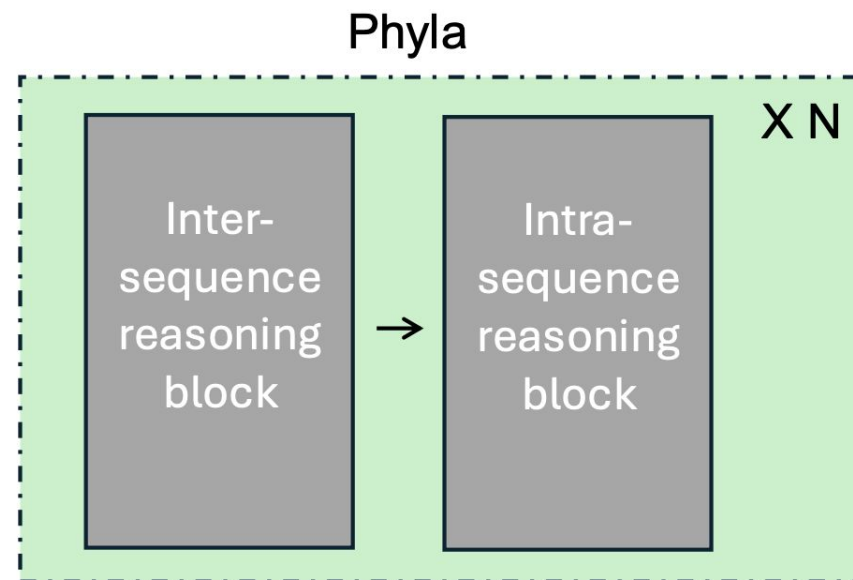 Phyla
X N
Inter-
sequence
reasoning
block
→
Intra-
sequence
reasoning
block